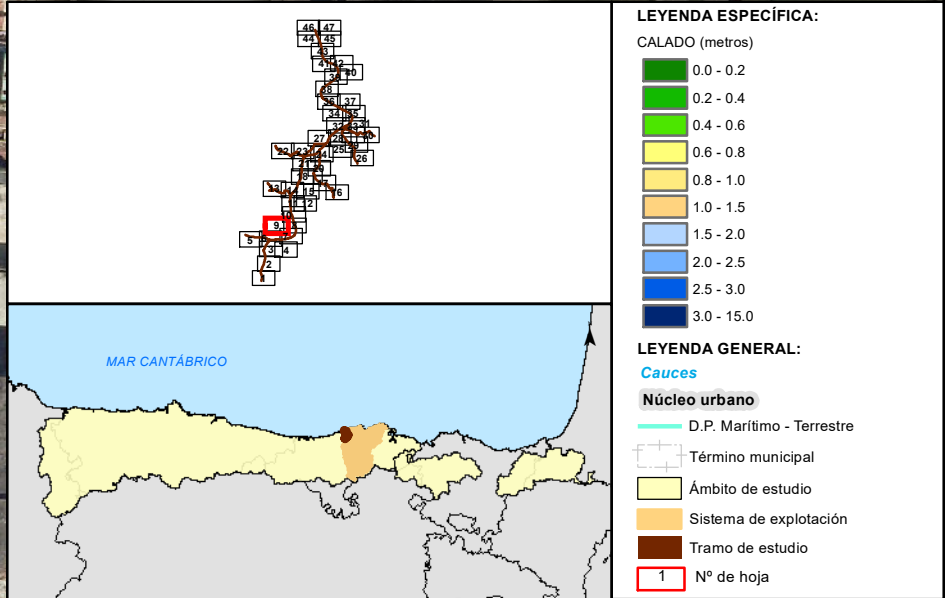 46 47
44 45
43
41 42
39 40
38
36 37
34 35
31
27 28
22 23
25
26
18
15
13
11 12
10
9
5
3 4
2
MAR CANTÁBRICO
LEYENDA ESPECÍFICA:
CALADO (metros)
0.0 - 0.2
0.2 - 0.4
0.4 - 0.6
0.6 - 0.8
0.8 - 1.0
1.0 - 1.5
1.5 - 2.0
2.0 - 2.5
2.5 - 3.0
3.0 - 15.0
LEYENDA GENERAL:
Cauces
Núcleo urbano
D.P. Marítimo - Terrestre
Término municipal
Ámbito de estudio
Sistema de explotación
Tramo de estudio
1 Nº de hoja